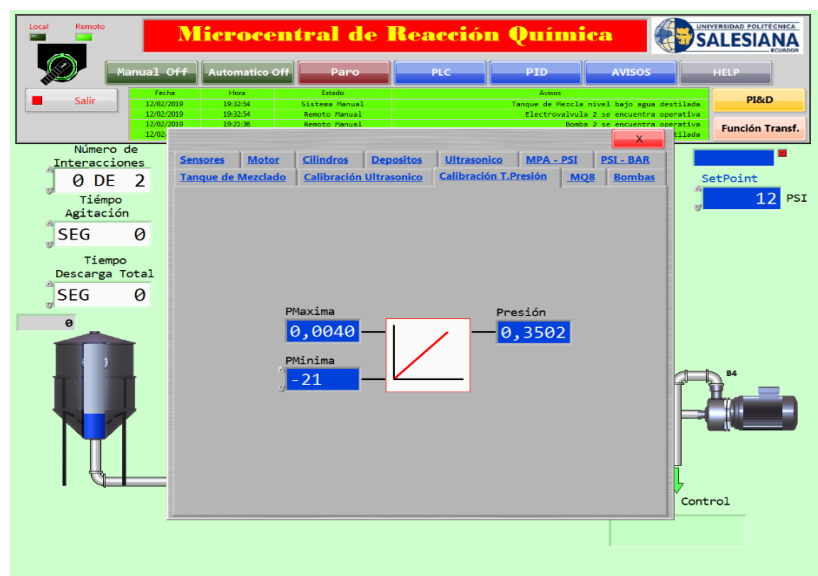 Local Remoto
Microcentral de Reacción Química
UNIVERSIDAD POLITÉCNICA
SALESIANA
ECUADOR
Manual Off Automatico Off Paro PLC PID AVISOS HELP
Salir
Fecha Hora Estado Avisos
12/02/2019 19:32:54 Sistema Manual Tanque de Mezcla nivel bajo agua destilada
12/02/2019 19:32:54 Remoto Manual Electrovalvula 2 se encuentra operativa
12/02/2019 19:21:36 Remoto Manual Bomba 2 se encuentra operativa
PI&D
Función Transf.
X
Sensores Motor Cilindros Depositos Ultrasonico MPA - PSI PSI - BAR
Tanque de Mezclado Calibración Ultrasonico Calibración T.Presión MQ8 Bombas
Número de
Interacciones
0 DE 2
Tiémpo
Agitación
SEG 0
Tiempo
Descarga Total
SEG 0
0
SetPoint
12 PSI
PMaxima
0,0040
PMinima
-21
Presión
0,3502
B4
Control